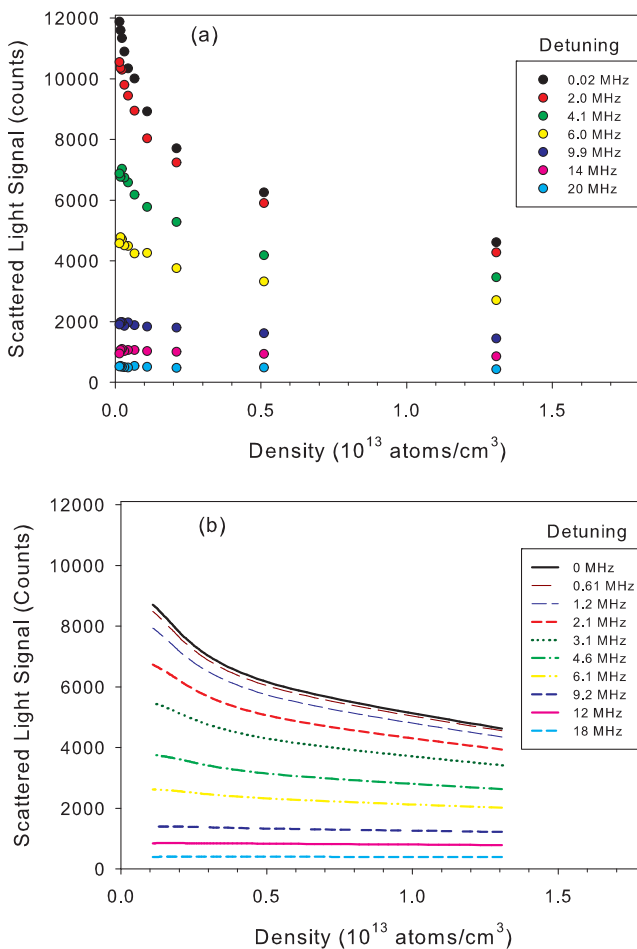 (a)
Detuning
0.02 MHz
2.0 MHz
4.1 MHz
6.0 MHz
9.9 MHz
14 MHz
20 MHz
Scattered Light Signal (counts)
12000
10000
8000
6000
4000
2000
0
0.0 0.5 1.0 1.5
Density (10¹³ atoms/cm³)
(b)
Detuning
0 MHz
0.61 MHz
1.2 MHz
2.1 MHz
3.1 MHz
4.6 MHz
6.1 MHz
9.2 MHz
12 MHz
18 MHz
Scattered Light Signal (Counts)
12000
10000
8000
6000
4000
2000
0
0.0 0.5 1.0 1.5
Density (10¹³ atoms/cm³)